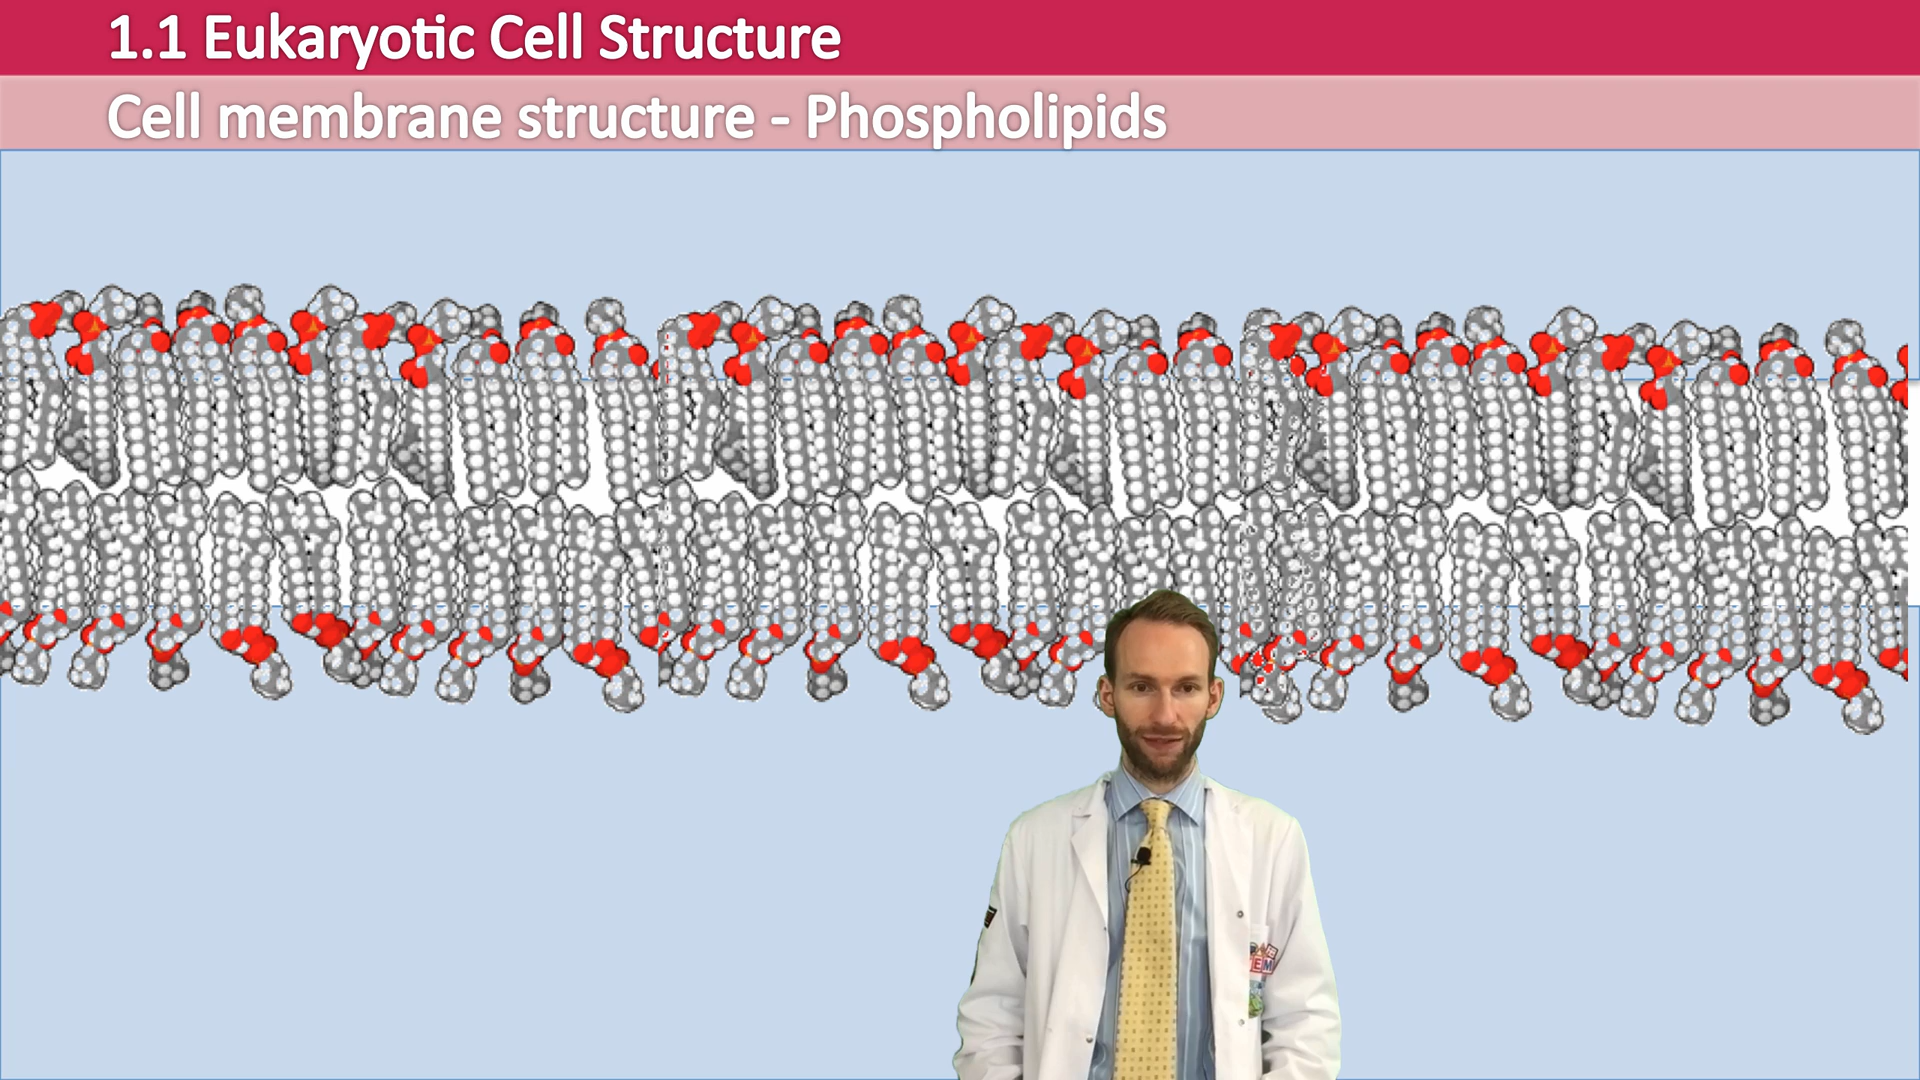 1.1 Eukaryotic Cell Structure
Cell membrane structure - Phospholipids